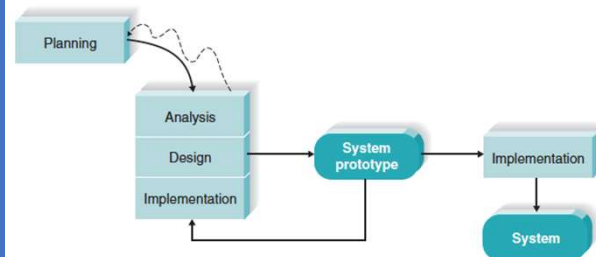 Planning
Analysis
Design
Implementation
System
prototype
Implementation
System